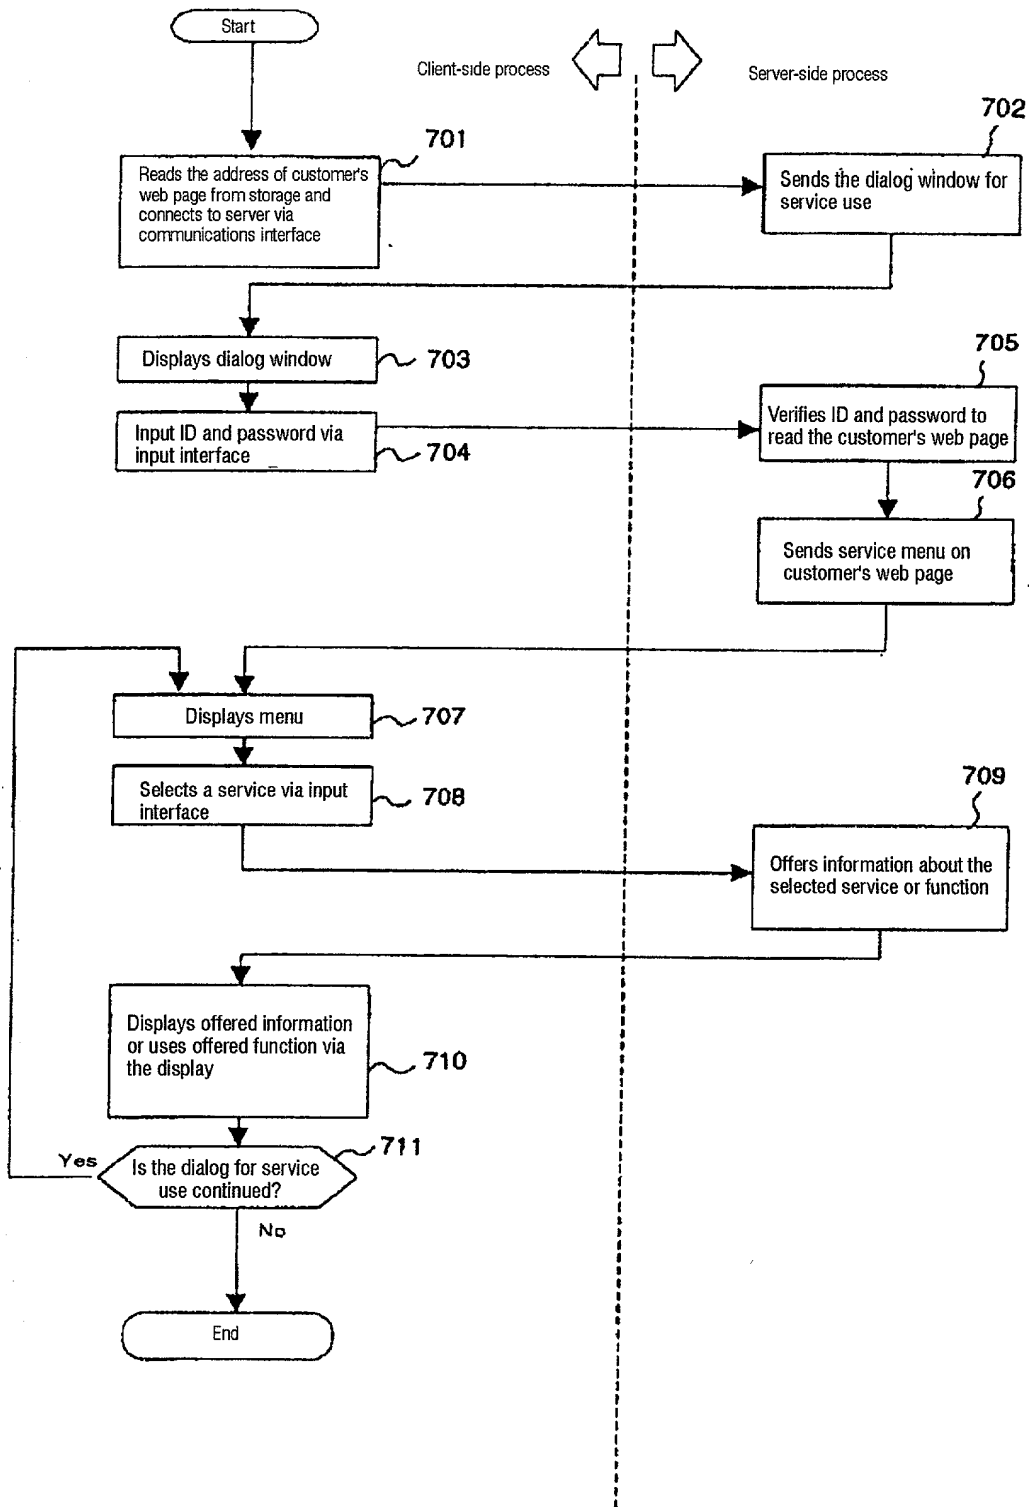 Start
Client-side process
Server-side process
701
702
Reads the address of customer's
web page from storage and
connects to server via
communications interface
Sends the dialog window for
service use
Displays dialog window
703
705
Input ID and password via
input interface
704
Verifies ID and password to
read the customer's web page
706
Sends service menu on
customer's web page
Displays menu
707
Selects a service via input
interface
708
709
Offers information about the
selected service or function
Displays offered information
or uses offered function via
the display
710
711
Yes
Is the dialog for service
use continued?
No
End